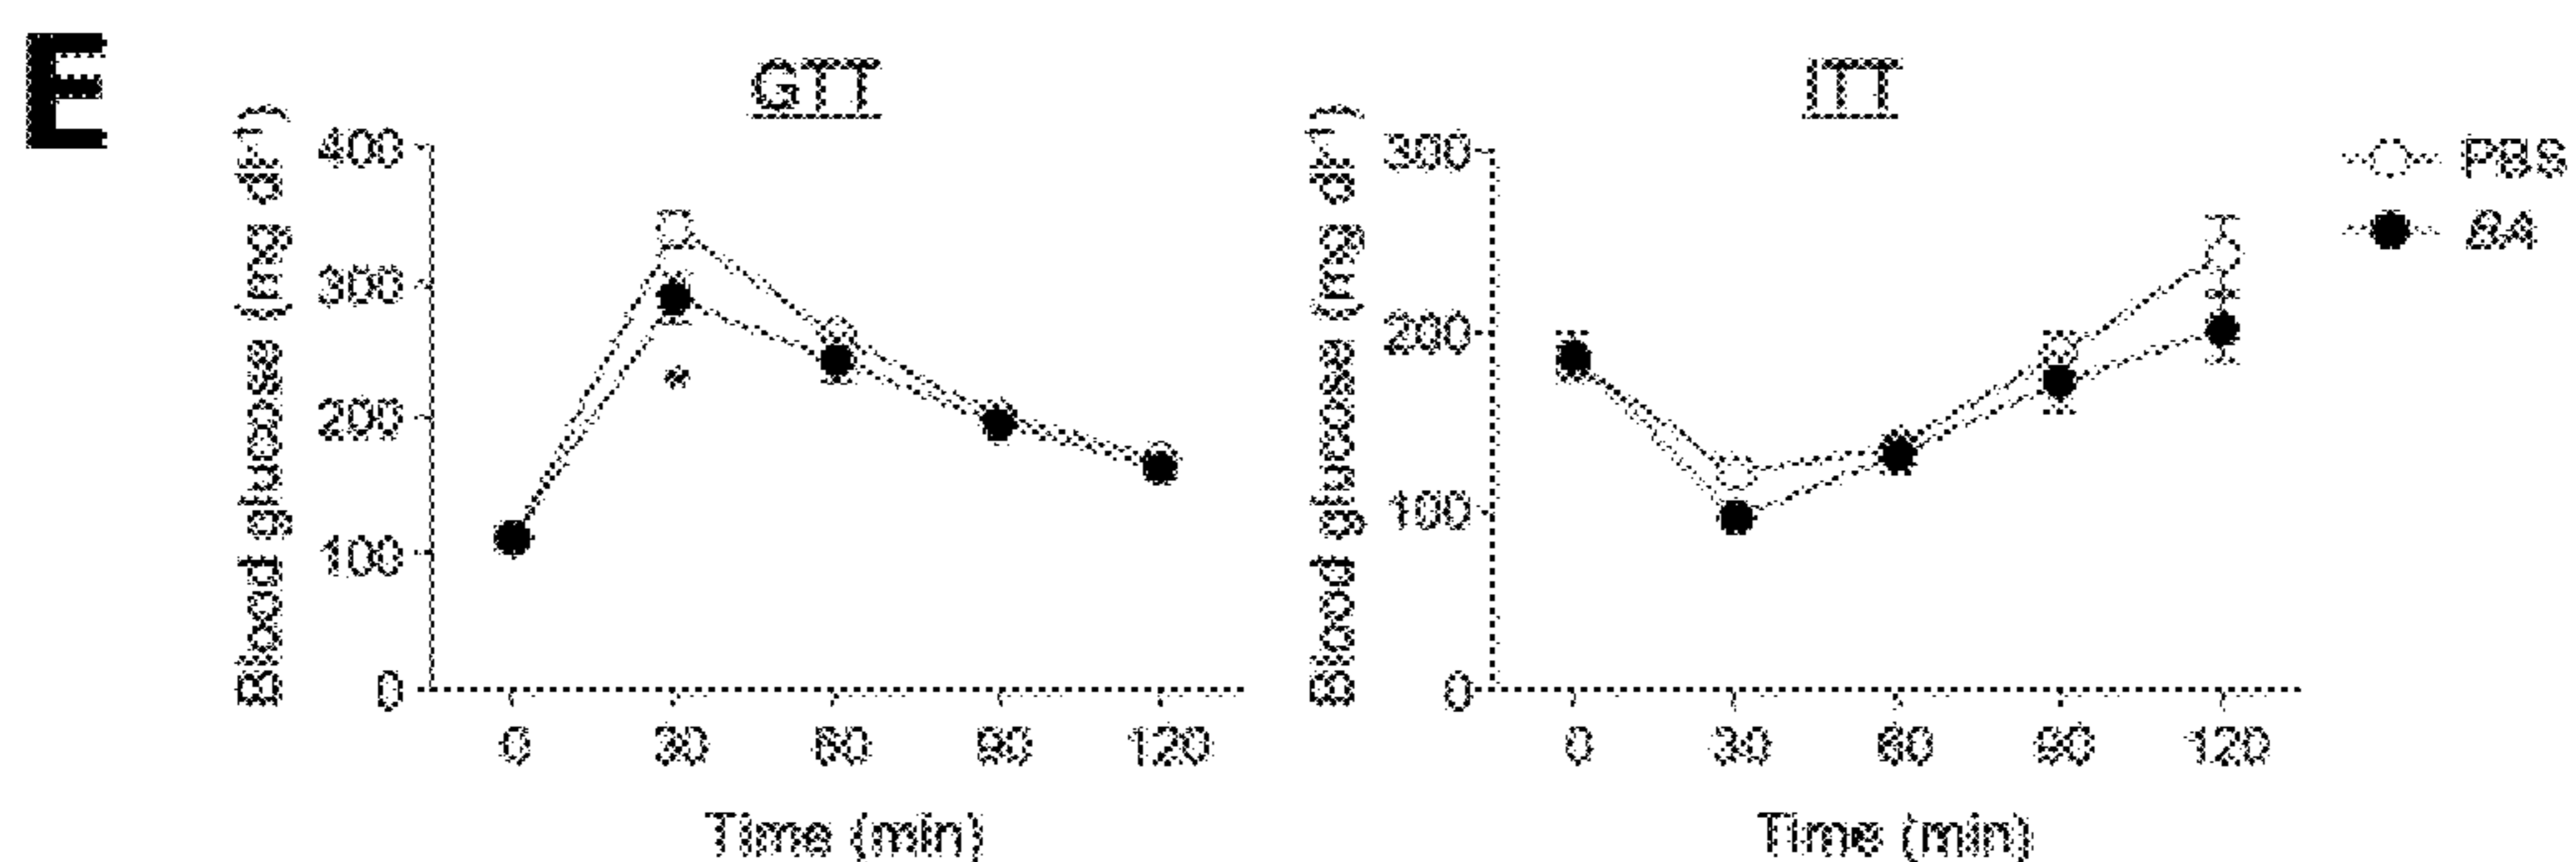 E
GTT
Blood glucose (mg dl⁻¹)
400
300
200
100
0
*
0 30 60 90 120
Time (min)
ITT
Blood glucose (mg dl⁻¹)
300
200
100
0
0 30 60 90 120
Time (min)
PBS
BA